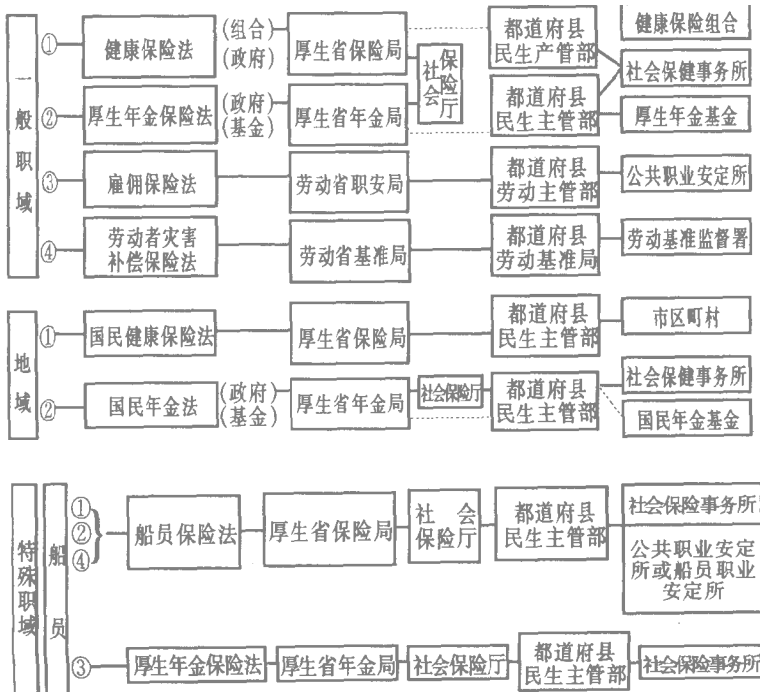 一般职域
① 健康保险法 (组合) (政府) 厚生省保险局 社会保险厅 都道府县民生产管部 健康保险组合
社会保健事务所
② 厚生年金保险法 (政府) (基金) 厚生省年金局 都道府县民生主管部 厚生年金基金
③ 雇佣保险法 劳动省职安局 都道府县劳动主管部 公共职业安定所
④ 劳动者灾害补偿保险法 劳动省基准局 都道府县劳动基准局 劳动基准监督署
地域
① 国民健康保险法 厚生省保险局 都道府县民生主管部 市区町村
② 国民年金法 (政府) (基金) 厚生省年金局 社会保险厅 都道府县民生主管部 社会保健事务所
国民年金基金
特殊职域
船员
① ② ④ 船员保险法 厚生省保险局 社会保险厅 都道府县民生主管部 社会保险事务所
公共职业安定所或船员职业安定所
③ 厚生年金保险法 厚生省年金局 社会保险厅 都道府县民生主管部 社会保险事务所